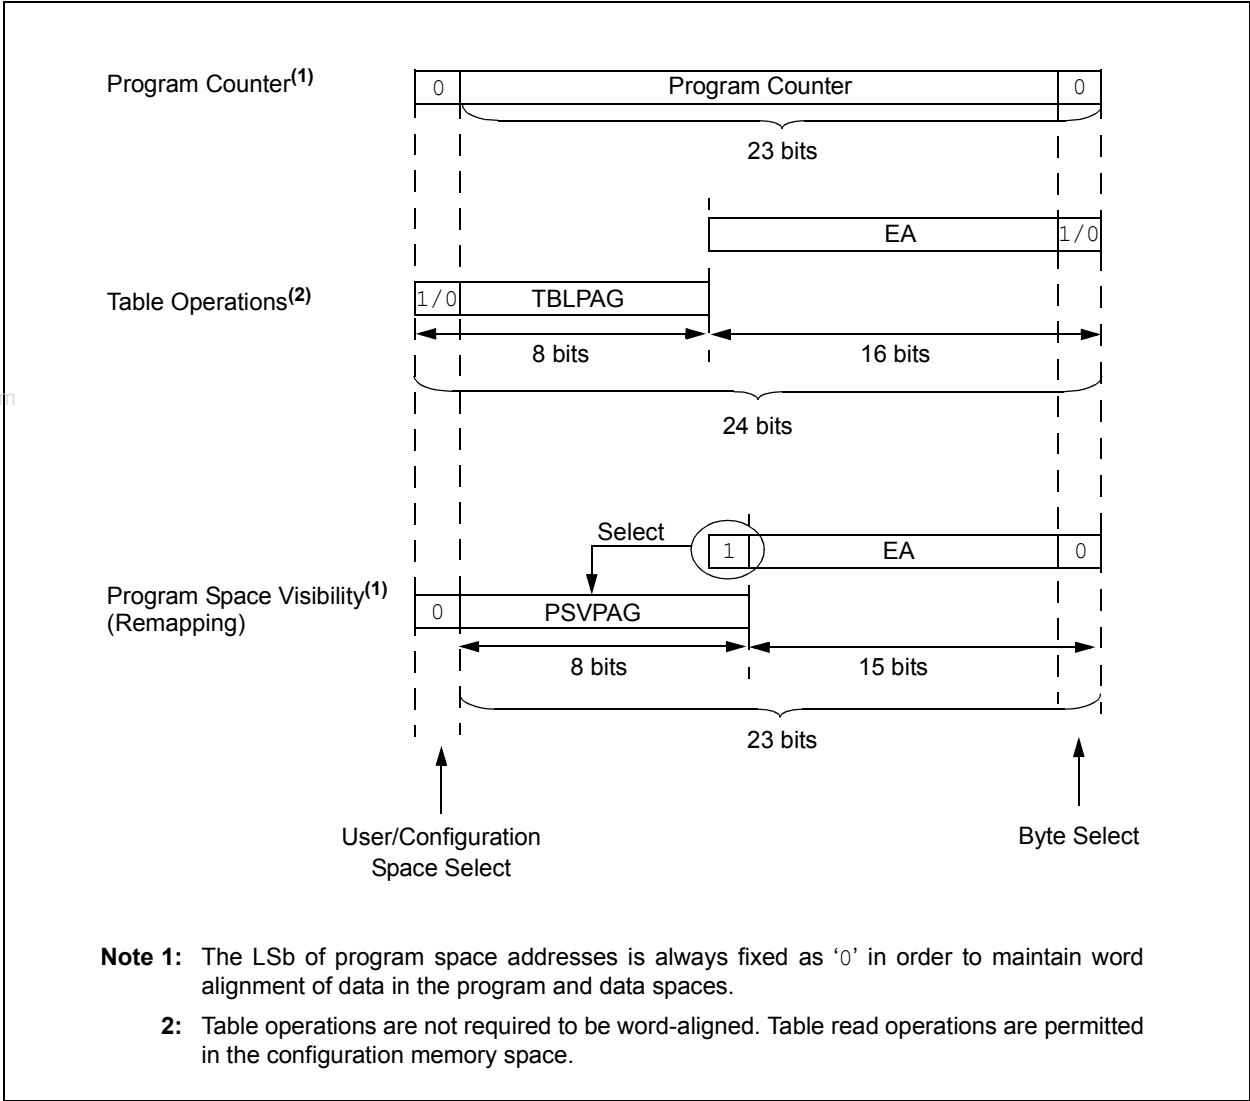 Program Counter(1)
0
Program Counter
0
23 bits
EA
1/0
Table Operations(2)
1/0
TBLPAG
8 bits
16 bits
m
24 bits
Select
1
EA
0
Program Space Visibility(1)
(Remapping)
0
PSVPAG
8 bits
15 bits
23 bits
User/Configuration
Space Select
Byte Select
Note 1: The LSb of program space addresses is always fixed as ‘0’ in order to maintain word
alignment of data in the program and data spaces.
2: Table operations are not required to be word-aligned. Table read operations are permitted
in the configuration memory space.